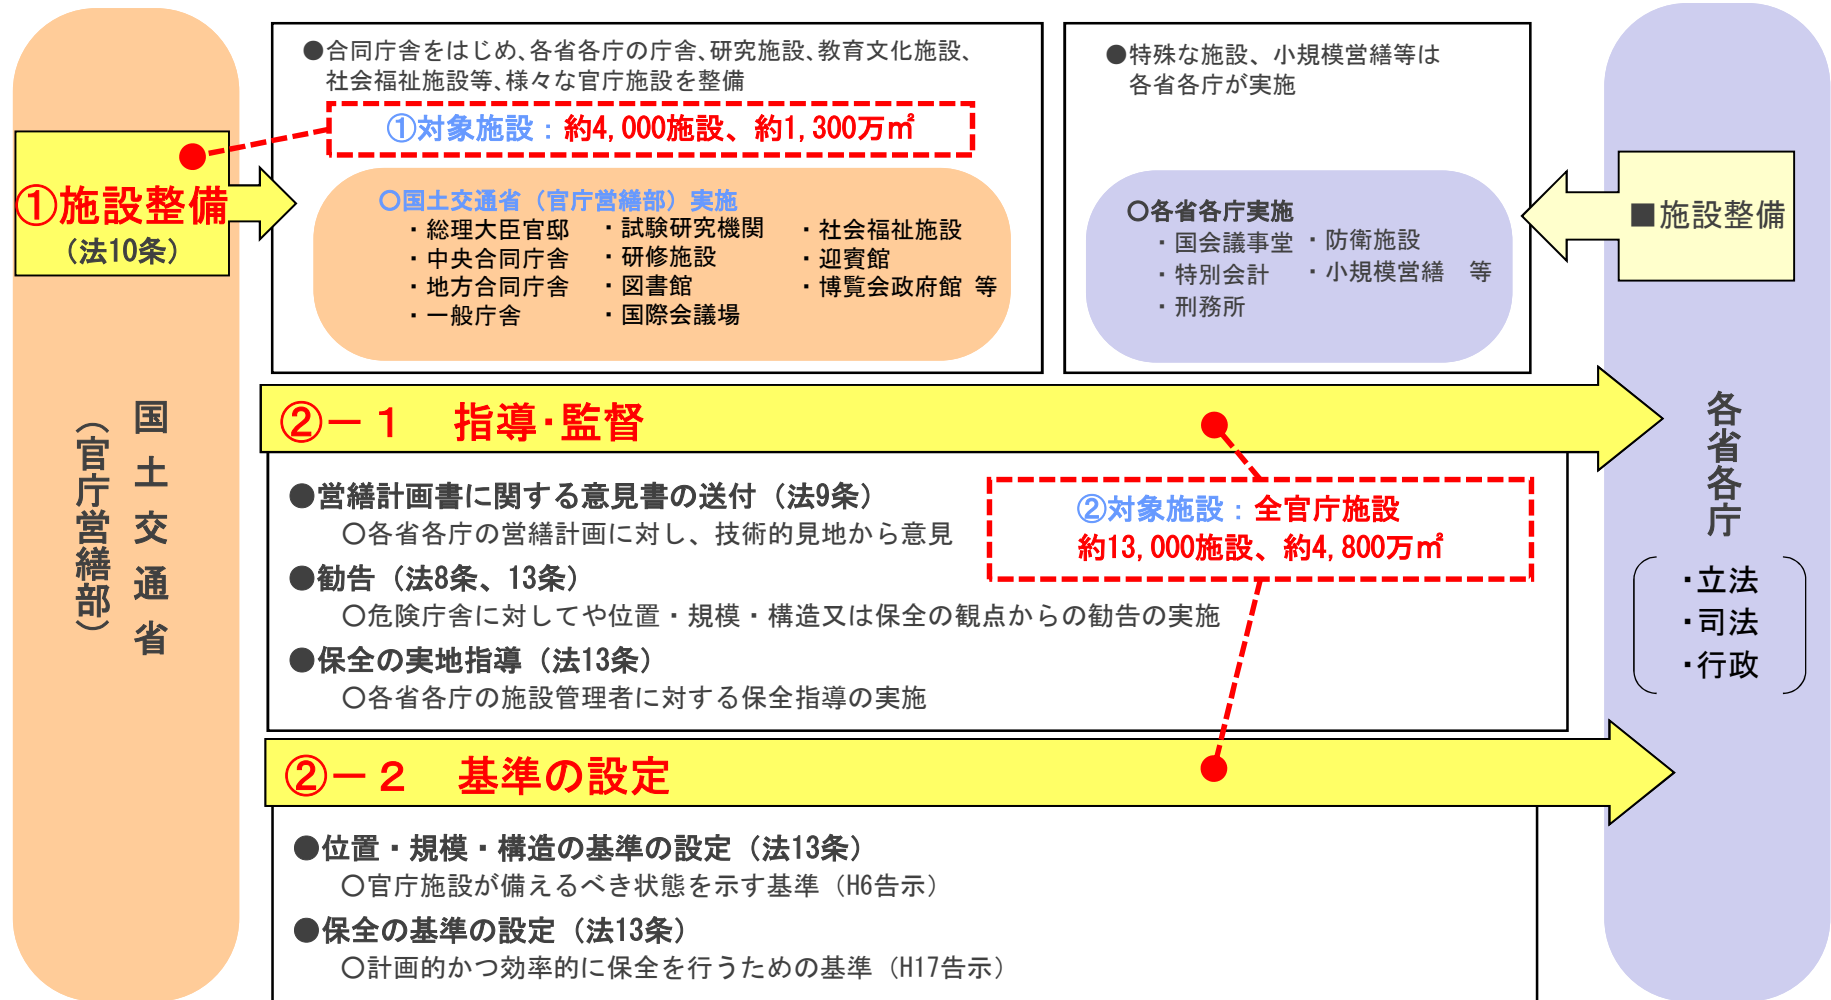 ●合同庁舎をはじめ、各省各庁の庁舎、研究施設、教育文化施設、
社会福祉施設等、様々な官庁施設を整備
①対象施設：約4,000施設、約1,300万㎡
①施設整備
（法10条）
〇国土交通省（官庁営繕部）実施
・総理大臣官邸
・中央合同庁舎
・地方合同庁舎
・一般庁舎
・試験研究機関
・研修施設
・図書館
・国際会議場
・社会福祉施設
・迎賓館
・博覧会政府館 等
●特殊な施設、小規模営繕等は
各省各庁が実施
〇各省各庁実施
・国会議事堂
・特別会計
・刑務所
・防衛施設
・小規模営繕　等
■施設整備
国土交通省
（官庁営繕部）
②－１　指導・監督
●営繕計画書に関する意見書の送付（法9条）
〇各省各庁の営繕計画に対し、技術的見地から意見
●勧告（法8条、13条）
〇危険庁舎に対してや位置・規模・構造又は保全の観点からの勧告の実施
●保全の実地指導（法13条）
〇各省各庁の施設管理者に対する保全指導の実施
②対象施設：全官庁施設
約13,000施設、約4,800万㎡
②－２　基準の設定
●位置・規模・構造の基準の設定（法13条）
〇官庁施設が備えるべき状態を示す基準（H6告示）
●保全の基準の設定（法13条）
〇計画的かつ効率的に保全を行うための基準（H17告示）
各省各庁
・立法
・司法
・行政